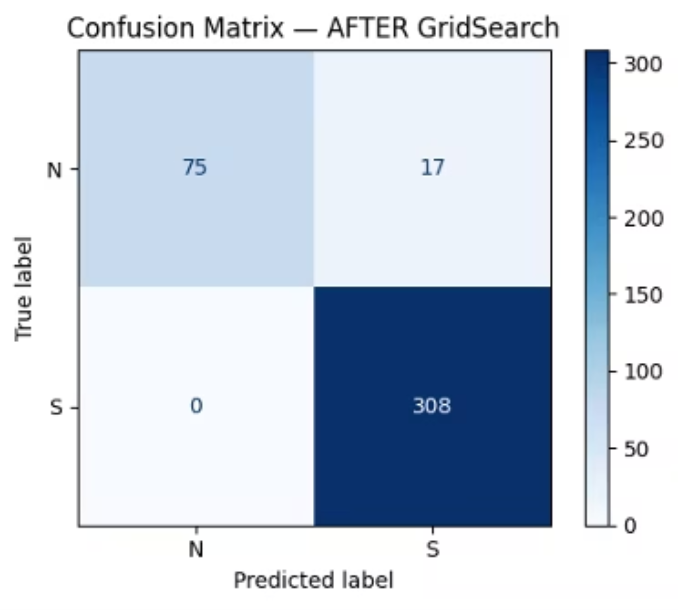 Confusion Matrix — AFTER GridSearch
N
75
17
S
0
308
N
S
Predicted label
True label
300
250
200
150
100
50
0